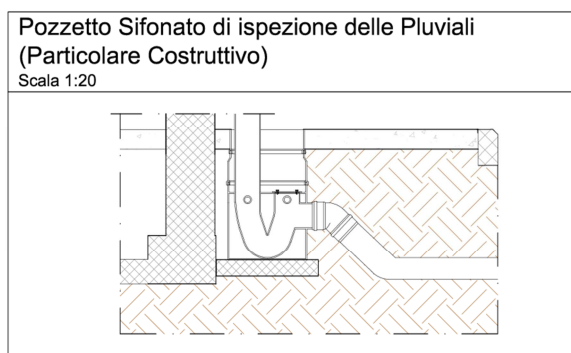 Pozzetto Sifonato di ispezione delle Pluviali
(Particolare Costruttivo)
Scala 1:20